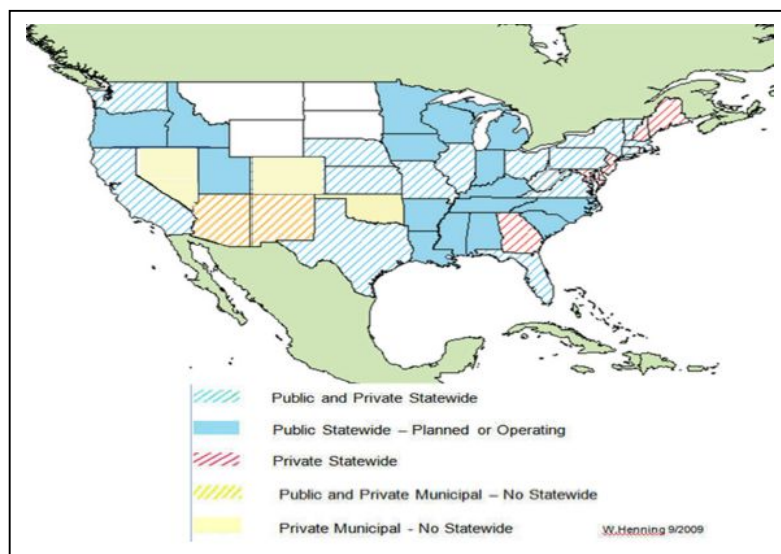 Public and Private Statewide
Public Statewide – Planned or Operating
Private Statewide
Public and Private Municipal – No Statewide
Private Municipal - No Statewide
W.Henning 9/2009